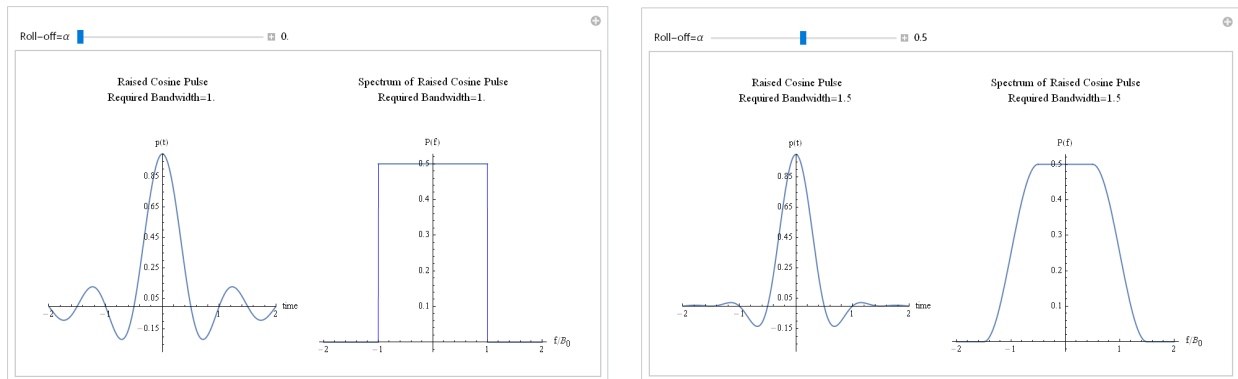 Roll-off=α 0.
Raised Cosine Pulse
Required Bandwidth=1.
p(t)
0.85
0.65
0.45
0.25
0.05
-0.15
-2
-1
1
2
time
Spectrum of Raised Cosine Pulse
Required Bandwidth=1.
P(f)
0.5
0.4
0.3
0.2
0.1
-2
-1
0
1
2
f/B0
Roll-off=α 0.5
Raised Cosine Pulse
Required Bandwidth=1.5
p(t)
0.85
0.65
0.45
0.25
0.05
-0.15
-2
-1
1
2
time
Spectrum of Raised Cosine Pulse
Required Bandwidth=1.5
P(f)
0.5
0.4
0.3
0.2
0.1
-2
-1
0
1
2
f/B0